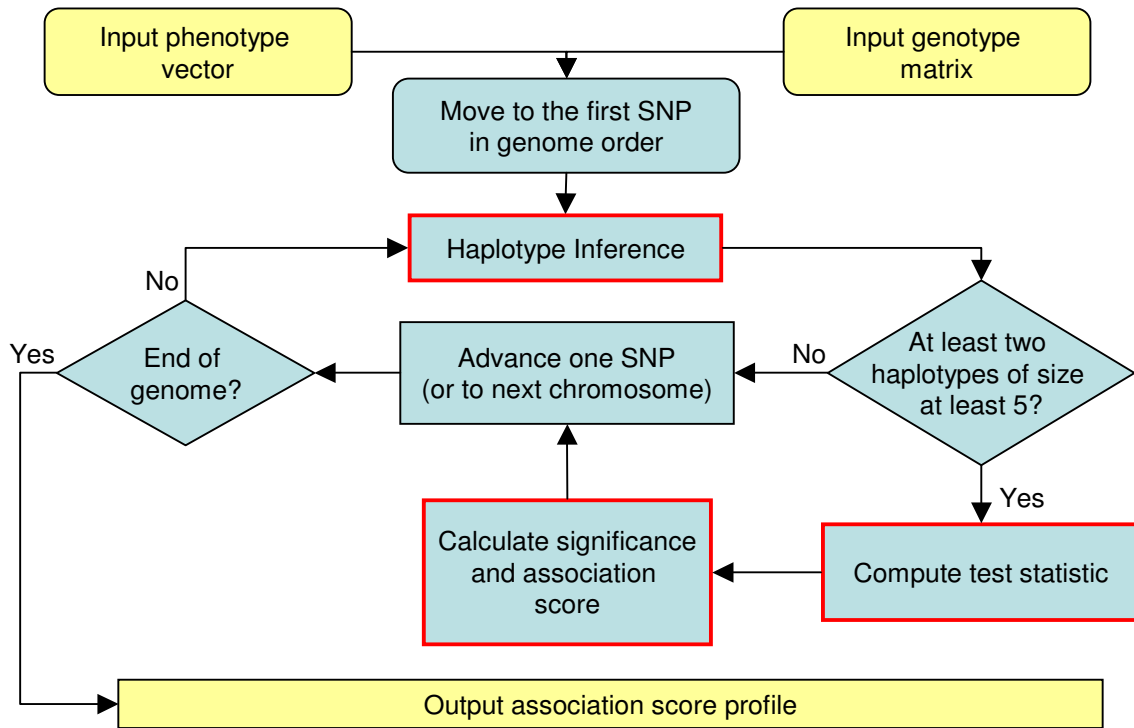 Input phenotype
vector
Input genotype
matrix
Move to the first SNP
in genome order
Haplotype Inference
No
Yes
End of
genome?
Advance one SNP
(or to next chromosome)
No
At least two
haplotypes of size
at least 5?
Yes
Calculate significance
and association
score
Compute test statistic
Output association score profile